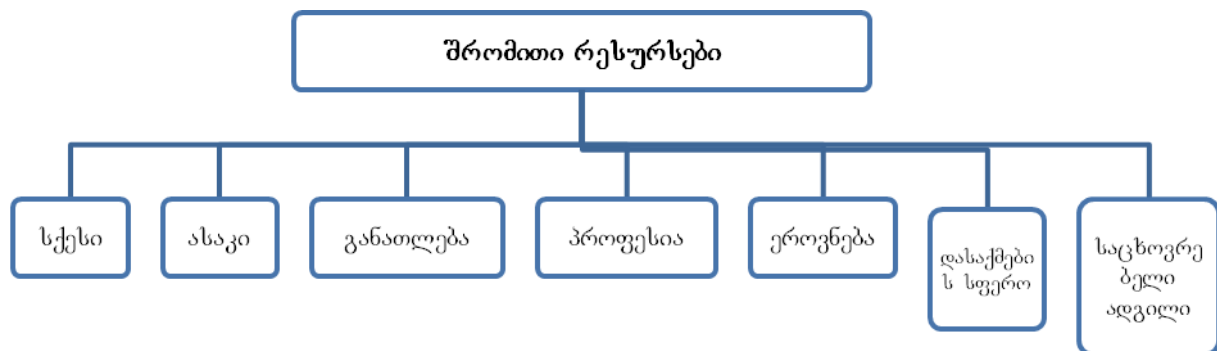 შრომითი რესურსები
სქესი
ასაკი
განათლება
პროფესია
ეროვნება
დასაქმები
ს სფერო
საცხოვრე
ბელი
ადგილი